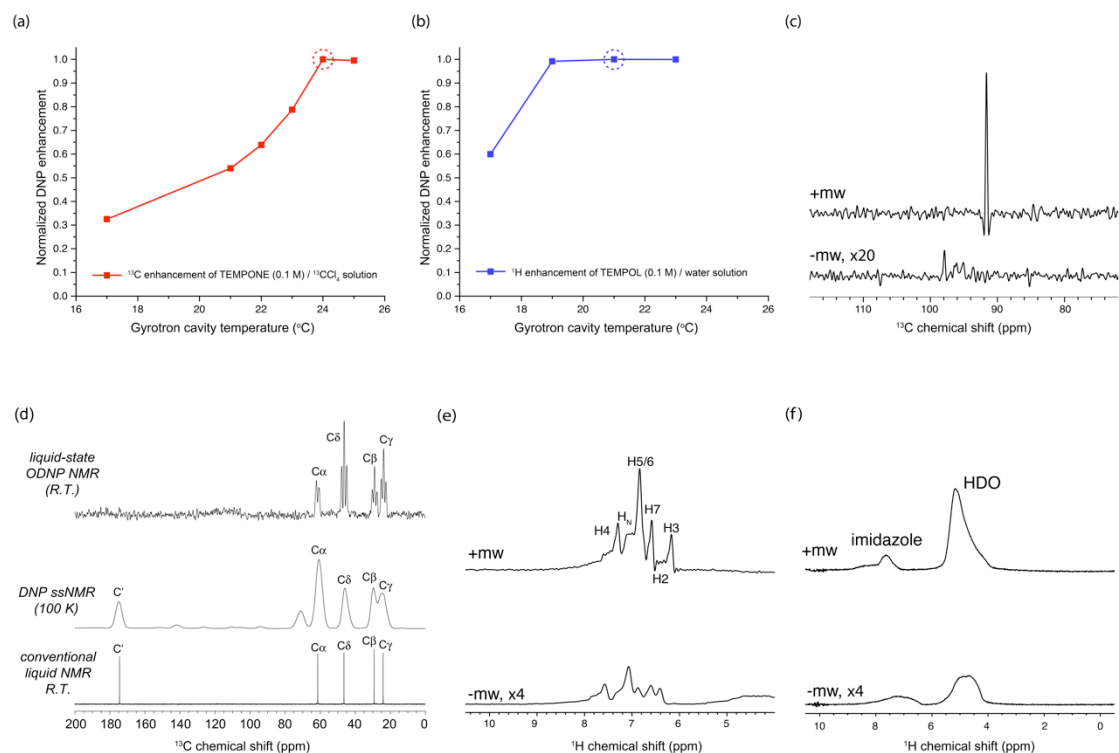 (a)
Normalized DNP enhancement
1.0
0.9
0.8
0.7
0.6
0.5
0.4
0.3
0.2
0.1
0.0
¹³C enhancement of TEMPONE (0.1 M) / ¹³CCl₄ solution
16 18 20 22 24 26
Gyrotron cavity temperature (°C)
(b)
Normalized DNP enhancement
1.0
0.9
0.8
0.7
0.6
0.5
0.4
0.3
0.2
0.1
0.0
¹H enhancement of TEMPOL (0.1 M) / water solution
16 18 20 22 24 26
Gyrotron cavity temperature (°C)
(c)
+mw
-mw, x20
110 100 90 80
¹³C chemical shift (ppm)
(d)
liquid-state
ODNP NMR
(R.T.)
Cα Cδ Cβ Cγ
DNP ssNMR
(100 K)
C' Cα Cδ Cβ Cγ
conventional
liquid NMR
R.T.
C' Cα Cδ Cβ Cγ
200 180 160 140 120 100 80 60 40 20 0
¹³C chemical shift (ppm)
(e)
+mw
H4 H_N H5/6 H7 H2 H3
-mw, x4
10 9 8 7 6 5
¹H chemical shift (ppm)
(f)
+mw
imidazole
HDO
-mw, x4
10 8 6 4 2 0
¹H chemical shift (ppm)